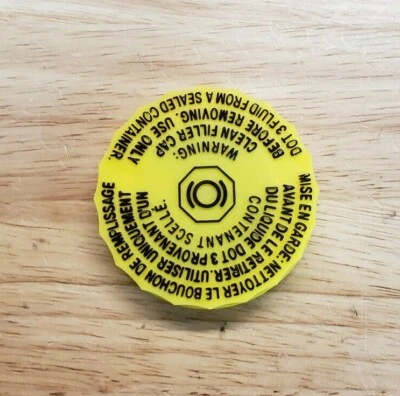 WARNING:
CLEAN FILLER CAP
BEFORE REMOVING. USE ONLY
DOT 3 FLUID FROM A SEALED CONTAINER.
MISE EN GARDE: NETTOYER LE BOUCHON DE REMPLISSAGE
AVANT DE LE RETIRER. UTILISER UNIQUEMENT
DU LIQUIDE DOT 3 PROVENANT D'UN
CONTENANT SCELLE.